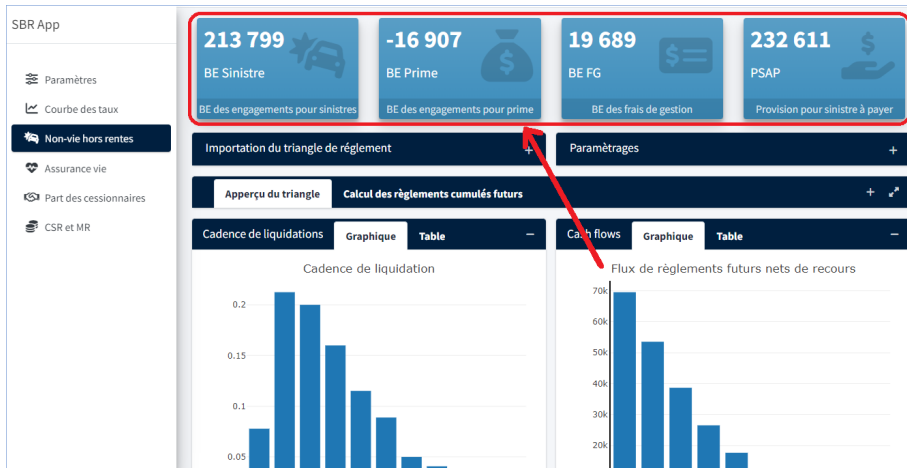 SBR App
Paramètres
Courbe des taux
Non-vie hors rentes
Assurance vie
Part des cessionnaires
CSR et MR
213 799
BE Sinistre
BE des engagements pour sinistres
-16 907
BE Prime
BE des engagements pour prime
19 689
BE FG
BE des frais de gestion
232 611
PSAP
Provision pour sinistre à payer
Importation du triangle de réglement
Paramètrages
Apperçu du triangle Calcul des règlements cumulés futurs
Cadence de liquidations Graphique Table
Cadence de liquidation
0.2
0.15
0.1
0.05
Cash flows Graphique Table
Flux de règlements futurs nets de recours
70k
60k
50k
40k
30k
20k